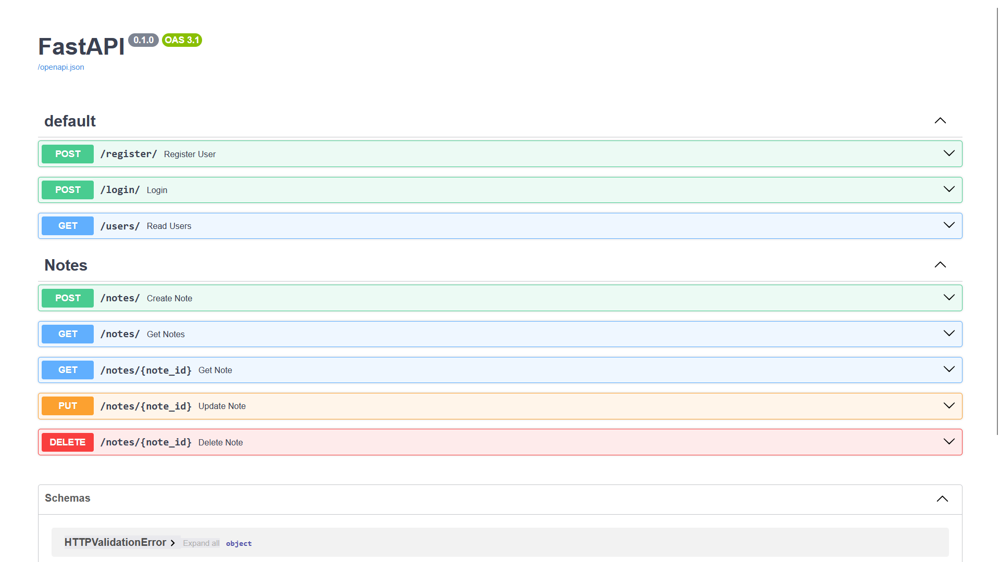 FastAPI 0.1.0 OAS 3.1
/openapi.json
default
POST /register/ Register User
POST /login/ Login
GET /users/ Read Users
Notes
POST /notes/ Create Note
GET /notes/ Get Notes
GET /notes/{note_id} Get Note
PUT /notes/{note_id} Update Note
DELETE /notes/{note_id} Delete Note
Schemas
HTTPValidationError Expand all object